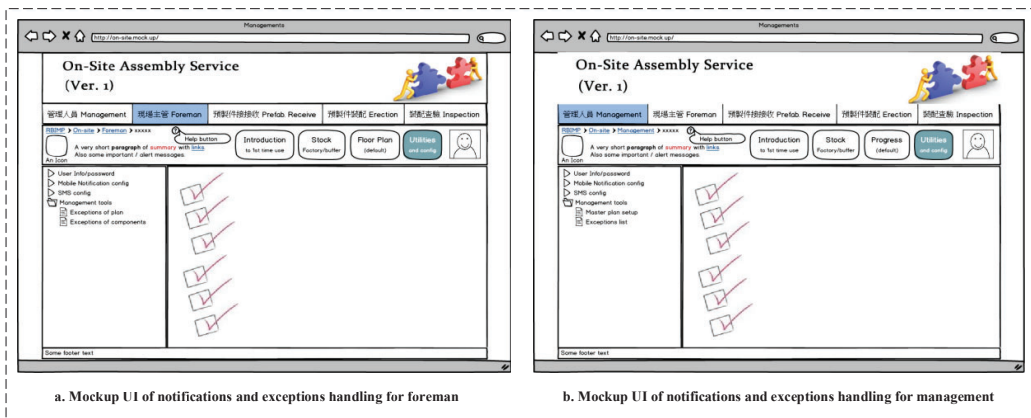 Managements
http://on-site.mock.up/
On-Site Assembly Service
(Ver. 1)
管理人員 Management 現場主管 Foreman 預製件接收 Prefab Receive 預製件裝配 Erection 裝配查驗 Inspection
RBIMP > On-site > Foreman > xxxxx
? Help button
A very short paragraph of summary with links.
Also some important / alert messages.
An Icon
Introduction
to 1st time use
Stock
Factory/buffer
Floor Plan
(default)
Utilities
and config
User Info/password
Mobile Notification config
SMS config
Management tools
Exceptions of plan
Exceptions of components
Some footer text
a. Mockup UI of notifications and exceptions handling for foreman
Managements
http://on-site.mock.up/
On-Site Assembly Service
(Ver. 1)
管理人員 Management 現場主管 Foreman 預製件接收 Prefab Receive 預製件裝配 Erection 裝配查驗 Inspection
RBIMP > On-site > Management > xxxxx
? Help button
A very short paragraph of summary with links.
Also some important / alert messages.
An Icon
Introduction
to 1st time use
Stock
Factory/buffer
Progress
(default)
Utilities
and config
User Info/password
Mobile Notification config
SMS config
Management tools
Master plan setup
Exceptions list
Some footer text
b. Mockup UI of notifications and exceptions handling for management